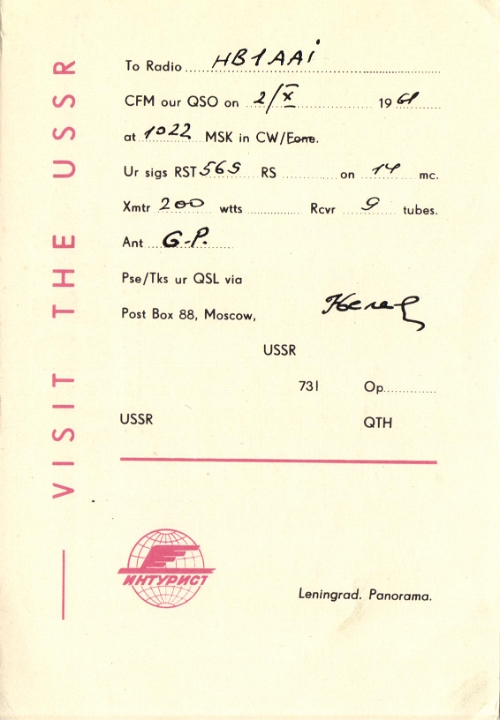 VISIT THE USSR
To Radio HB1AAi
CFM our QSO on 2/X 1961
at 1022 MSK in CW/Fone.
Ur sigs RST 569 RS on 14 mc.
Xmtr 200 wtts Rcvr 9 tubes.
Ant G.P.
Pse/Tks ur QSL via
Post Box 88, Moscow,
USSR
731 Op
USSR QTH
ИНТУРИСТ
Leningrad. Panorama.